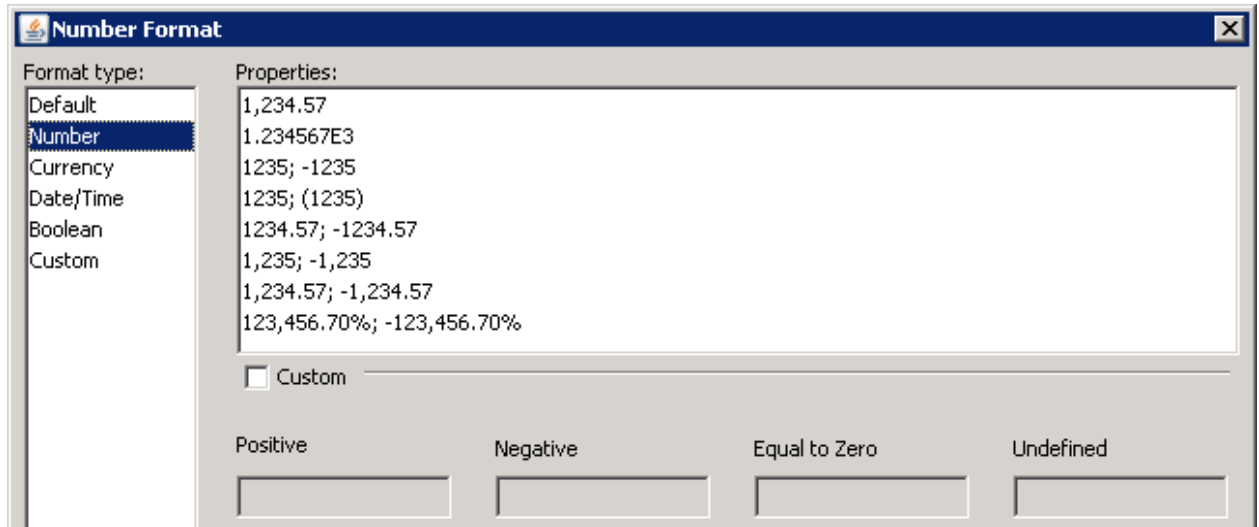 Number Format
Format type:
Default
Number
Currency
Date/Time
Boolean
Custom
Properties:
1,234.57
1.234567E3
1235; -1235
1235; (1235)
1234.57; -1234.57
1,235; -1,235
1,234.57; -1,234.57
123,456.70%; -123,456.70%
Custom
Positive
Negative
Equal to Zero
Undefined